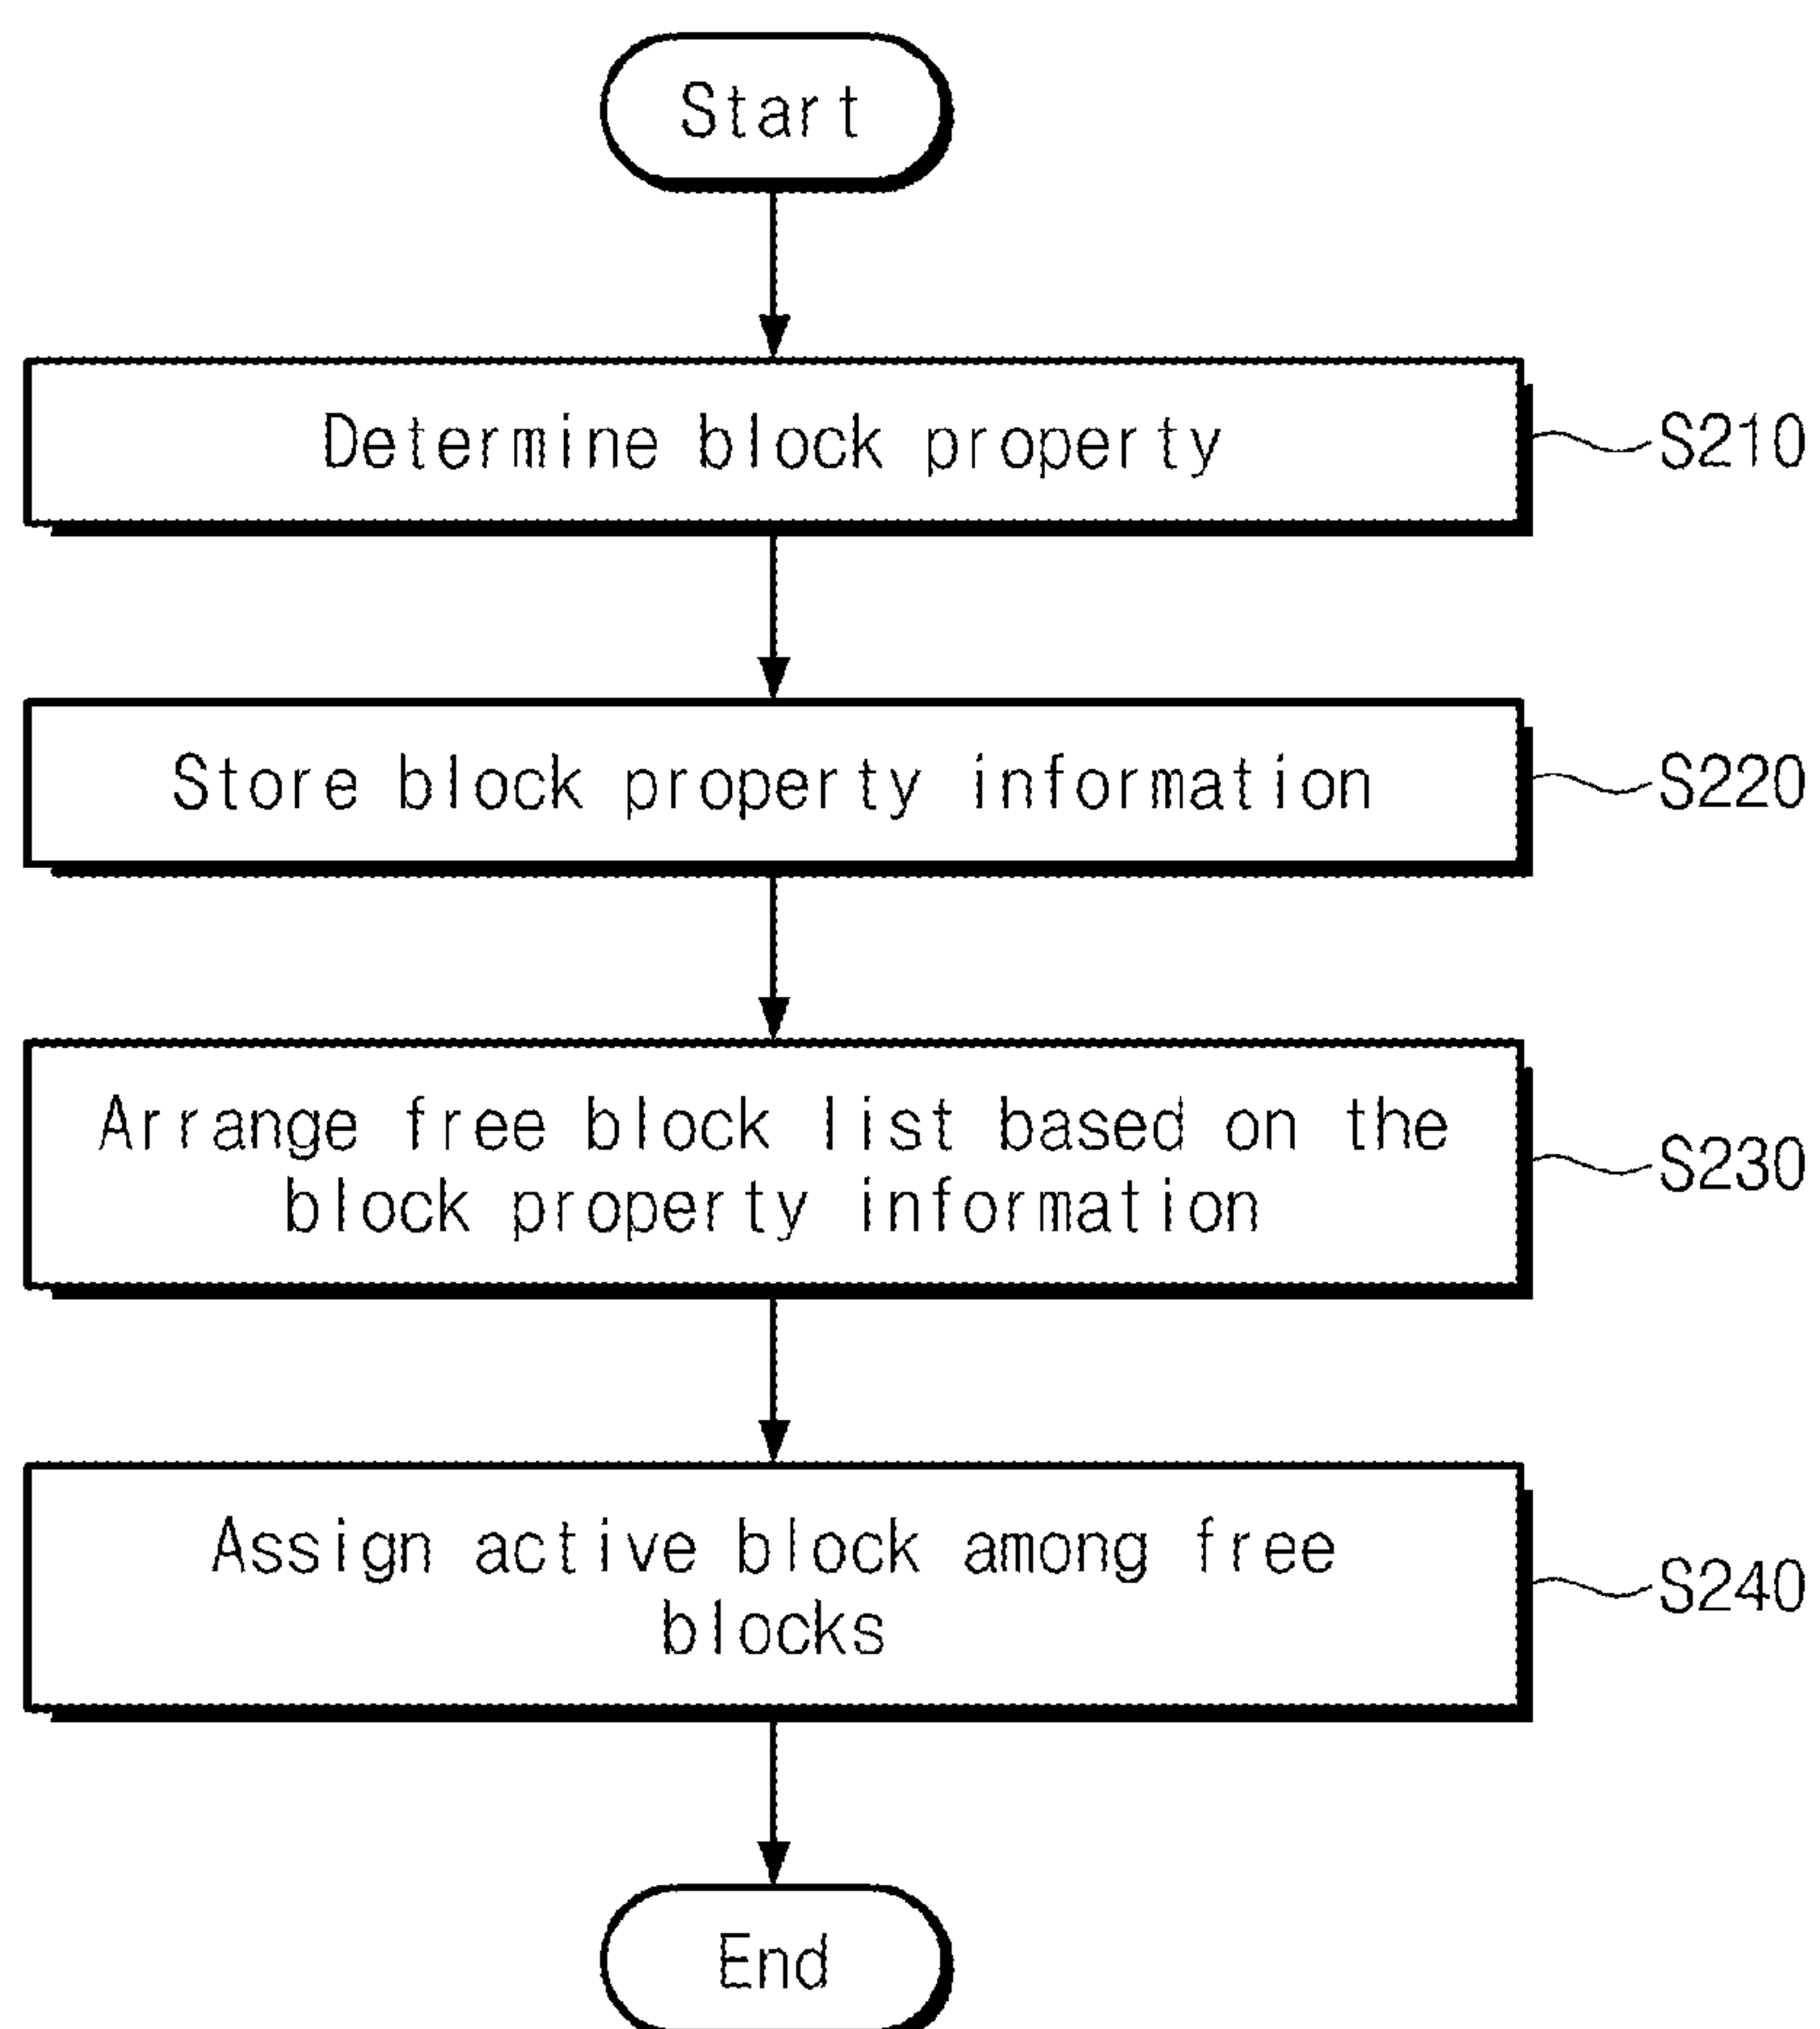 Start
Determine block property
S210
Store block property information
S220
Arrange free block list based on the
block property information
S230
Assign active block among free
blocks
S240
End